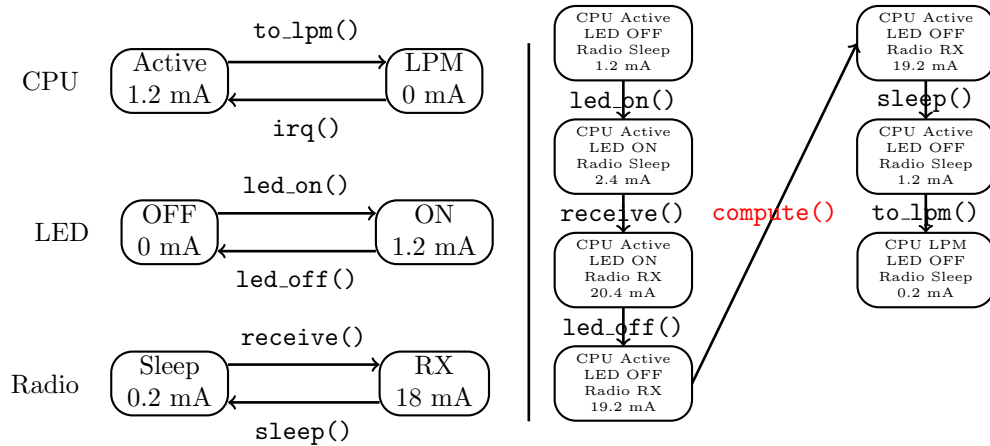 CPU
to_lpm()
Active
1.2 mA
LPM
0 mA
irq()
LED
led_on()
OFF
0 mA
ON
1.2 mA
led_off()
Radio
receive()
Sleep
0.2 mA
RX
18 mA
sleep()
CPU Active
LED OFF
Radio Sleep
1.2 mA
led_on()
CPU Active
LED ON
Radio Sleep
2.4 mA
receive()
CPU Active
LED ON
Radio RX
20.4 mA
led_off()
CPU Active
LED OFF
Radio RX
19.2 mA
compute()
CPU Active
LED OFF
Radio RX
19.2 mA
sleep()
CPU Active
LED OFF
Radio Sleep
1.2 mA
to_lpm()
CPU LPM
LED OFF
Radio Sleep
0.2 mA